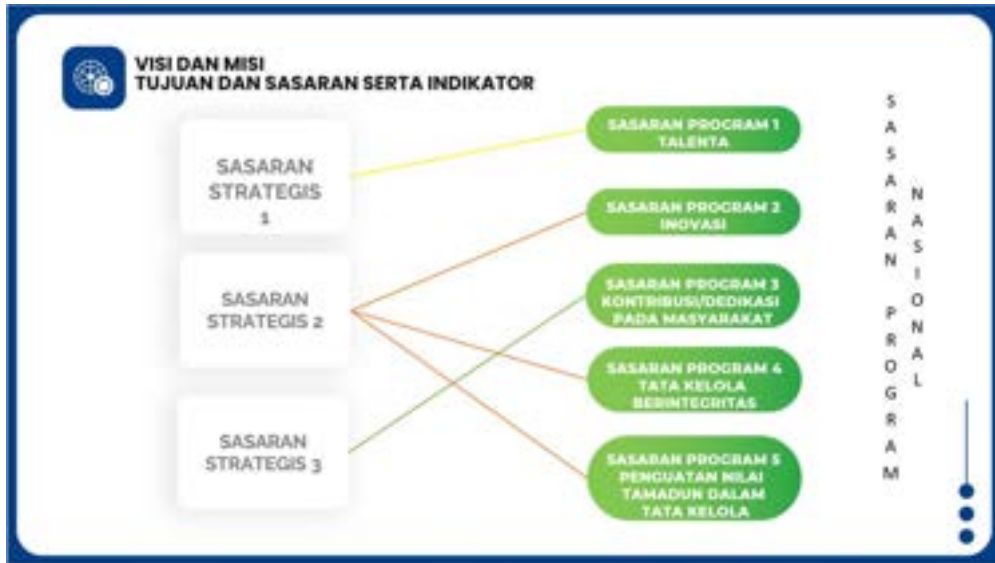 VISI DAN MISI
TUJUAN DAN SASARAN SERTA INDIKATOR
SASARAN
STRATEGIS
1
SASARAN
STRATEGIS 2
SASARAN
STRATEGIS 3
SASARAN PROGRAM 1
TALENTA
SASARAN PROGRAM 2
INOVASI
SASARAN PROGRAM 3
KONTRIBUSI/DEDIKASI
PADA MASYARAKAT
SASARAN PROGRAM 4
TATA KELOLA
BERINTEGRITAS
SASARAN PROGRAM 5
PENGUATAN NILAI
TAMADUN DALAM
TATA KELOLA
SASARAN PROGRAM
NASIONAL